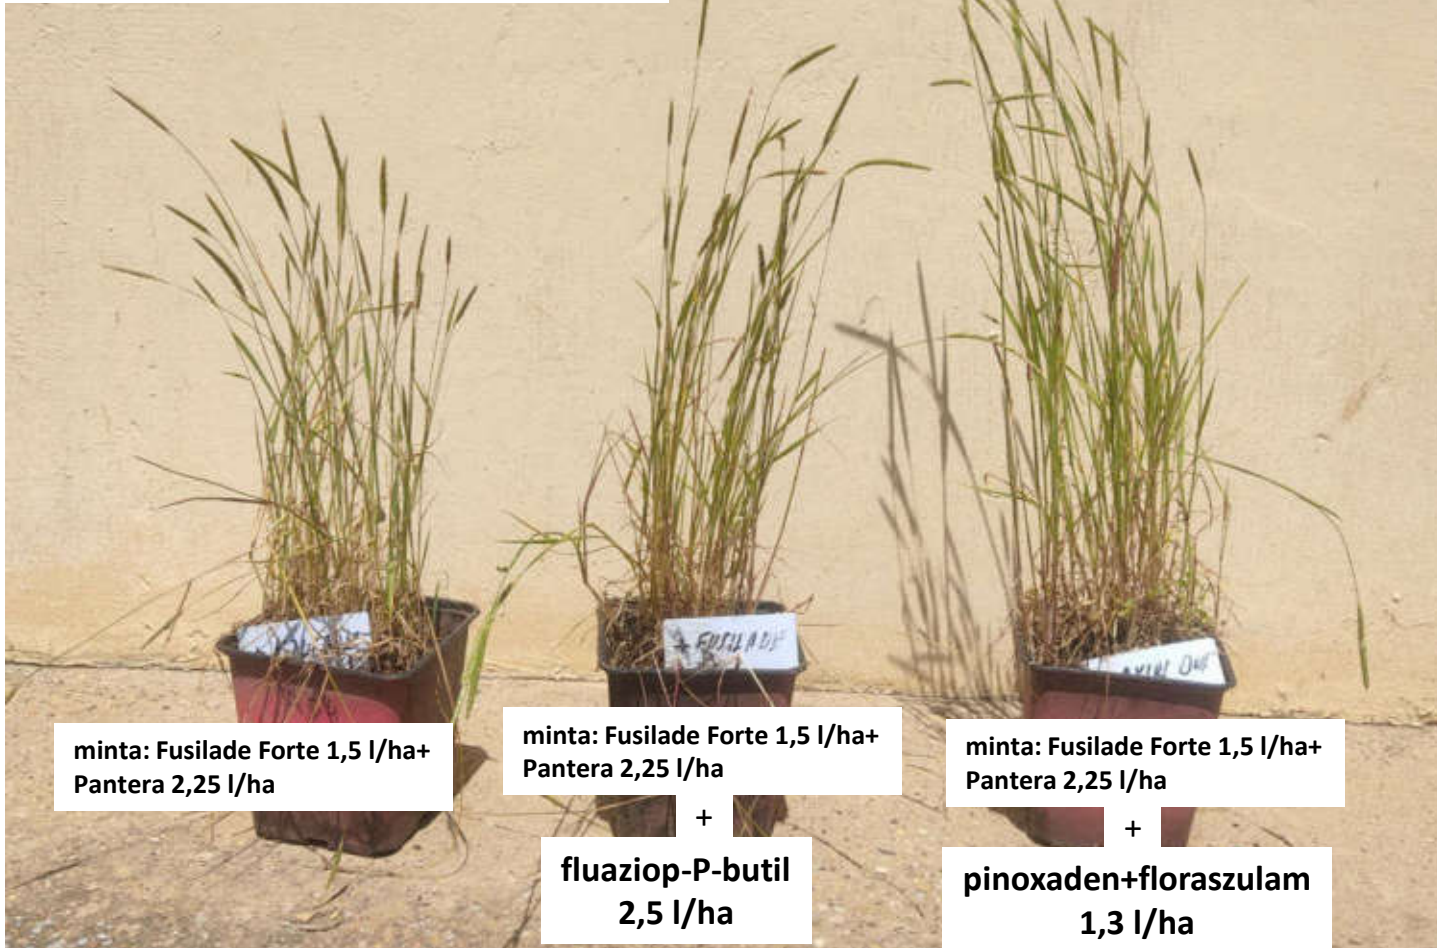 minta: Fusilade Forte 1,5 l/ha+
Pantera 2,25 l/ha
minta: Fusilade Forte 1,5 l/ha+
Pantera 2,25 l/ha
+
fluaziop-P-butil
2,5 l/ha
minta: Fusilade Forte 1,5 l/ha+
Pantera 2,25 l/ha
+
pinoxaden+floraszulam
1,3 l/ha
FUSILADE
AXIAL ONE